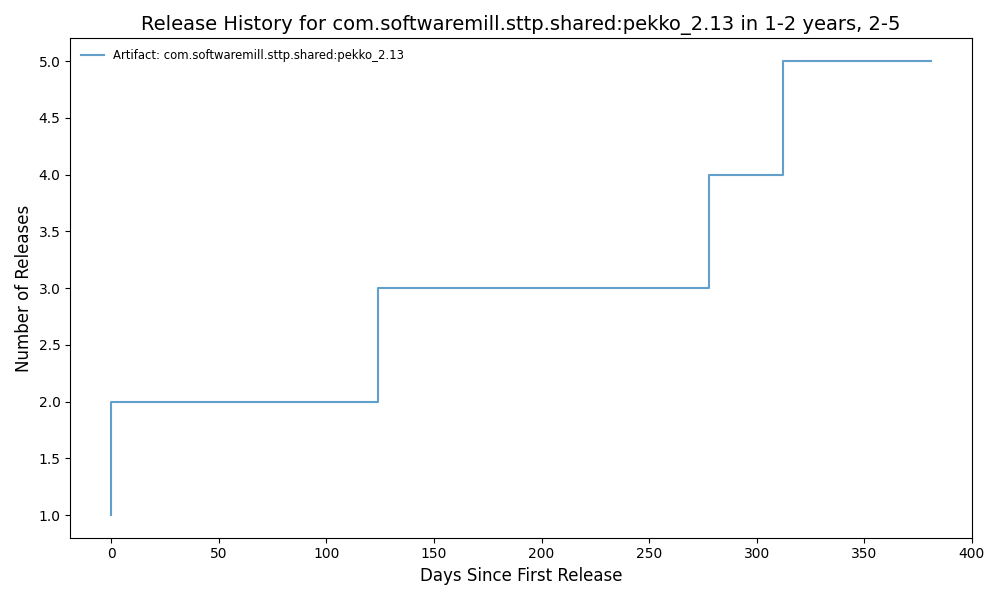 Release History for com.softwaremill.sttp.shared:pekko_2.13 in 1-2 years, 2-5
Artifact: com.softwaremill.sttp.shared:pekko_2.13
Number of Releases
5.0
4.5
4.0
3.5
3.0
2.5
2.0
1.5
1.0
0 50 100 150 200 250 300 350 400
Days Since First Release